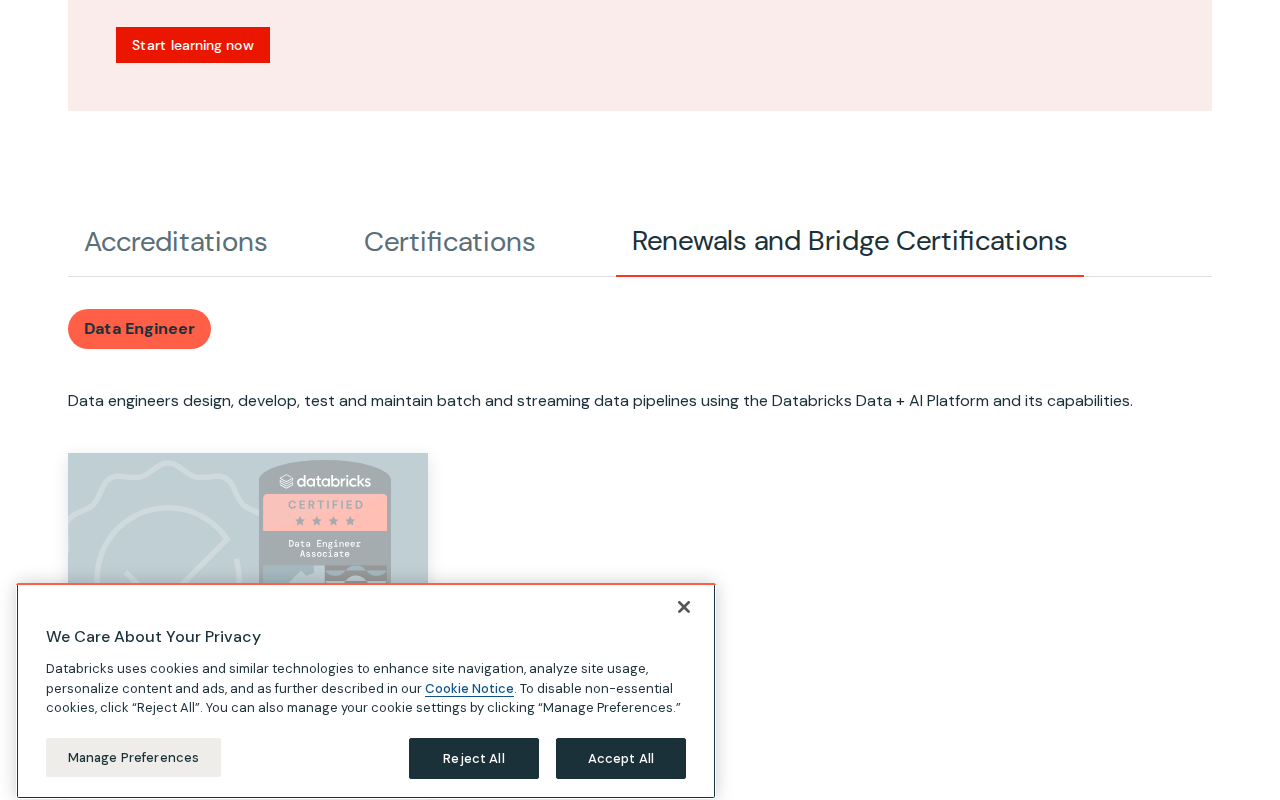 Start learning now
Accreditations
Certifications
Renewals and Bridge Certifications
Data Engineer
Data engineers design, develop, test and maintain batch and streaming data pipelines using the Databricks Data + AI Platform and its capabilities.
databricks
CERTIFIED
Data Engineer
Associate
We Care About Your Privacy
Databricks uses cookies and similar technologies to enhance site navigation, analyze site usage,
personalize content and ads, and as further described in our Cookie Notice. To disable non-essential
cookies, click “Reject All”. You can also manage your cookie settings by clicking “Manage Preferences.”
Manage Preferences
Reject All
Accept All